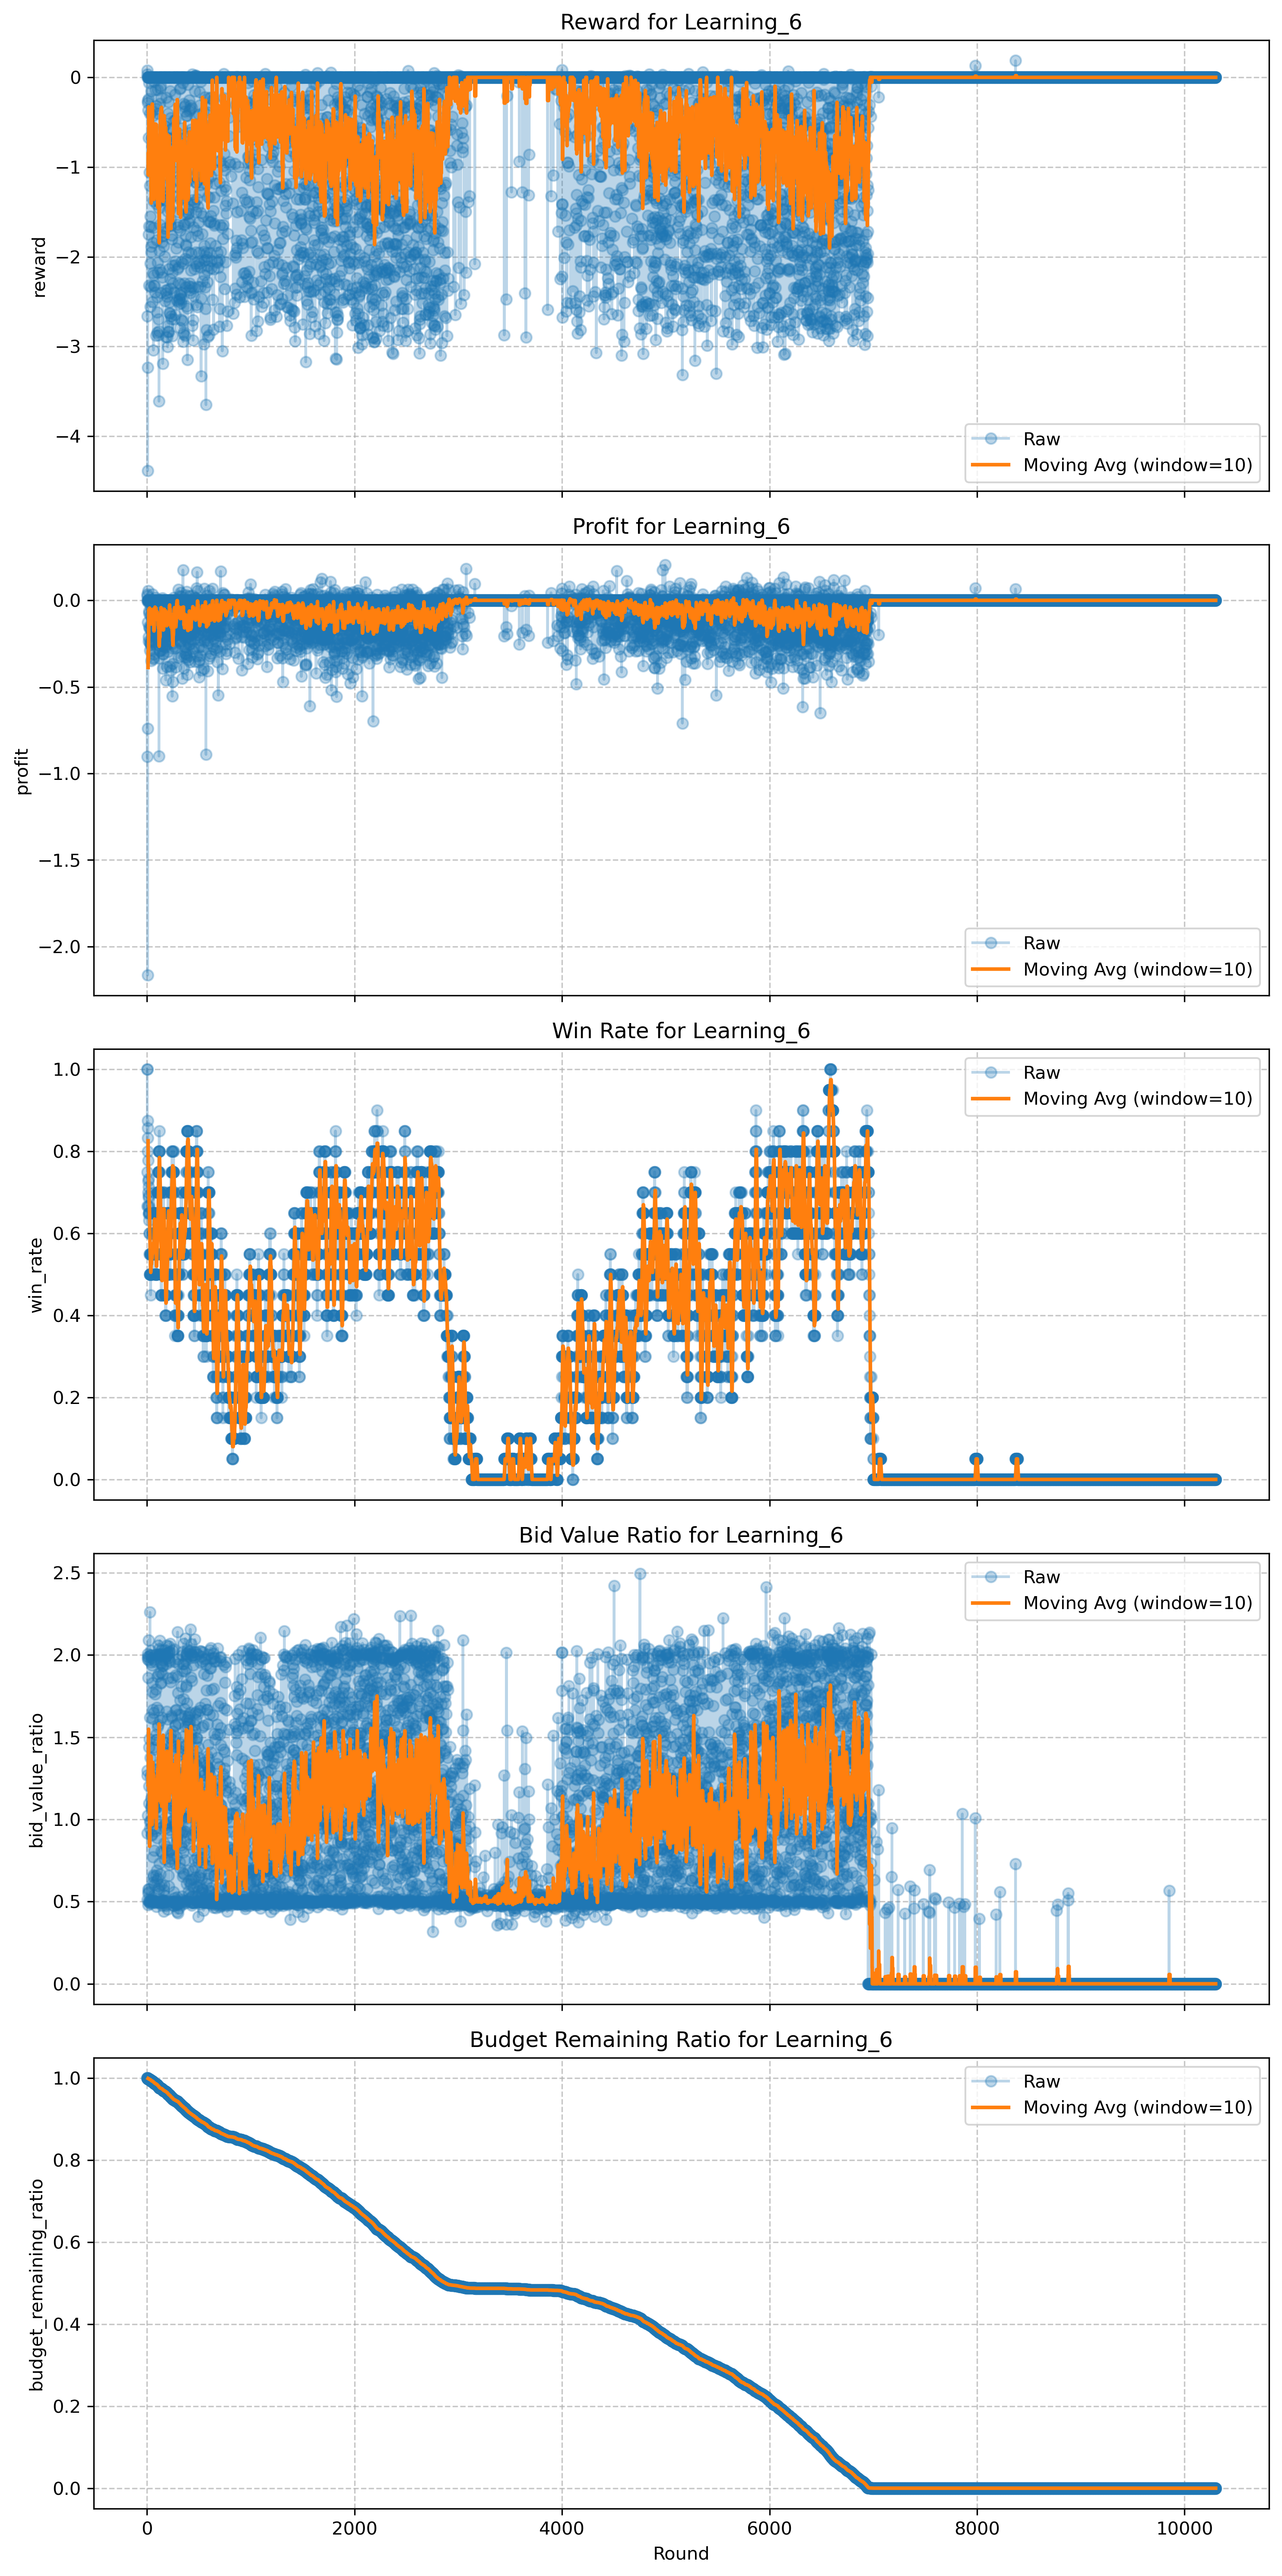 Reward for Learning_6
0
−1
−2
−3
−4
reward
Raw
Moving Avg (window=10)
Profit for Learning_6
0.0
−0.5
−1.0
−1.5
−2.0
profit
Raw
Moving Avg (window=10)
Win Rate for Learning_6
1.0
0.8
0.6
0.4
0.2
0.0
win_rate
Raw
Moving Avg (window=10)
Bid Value Ratio for Learning_6
2.5
2.0
1.5
1.0
0.5
0.0
bid_value_ratio
Raw
Moving Avg (window=10)
Budget Remaining Ratio for Learning_6
1.0
0.8
0.6
0.4
0.2
0.0
budget_remaining_ratio
Raw
Moving Avg (window=10)
0 2000 4000 6000 8000 10000
Round